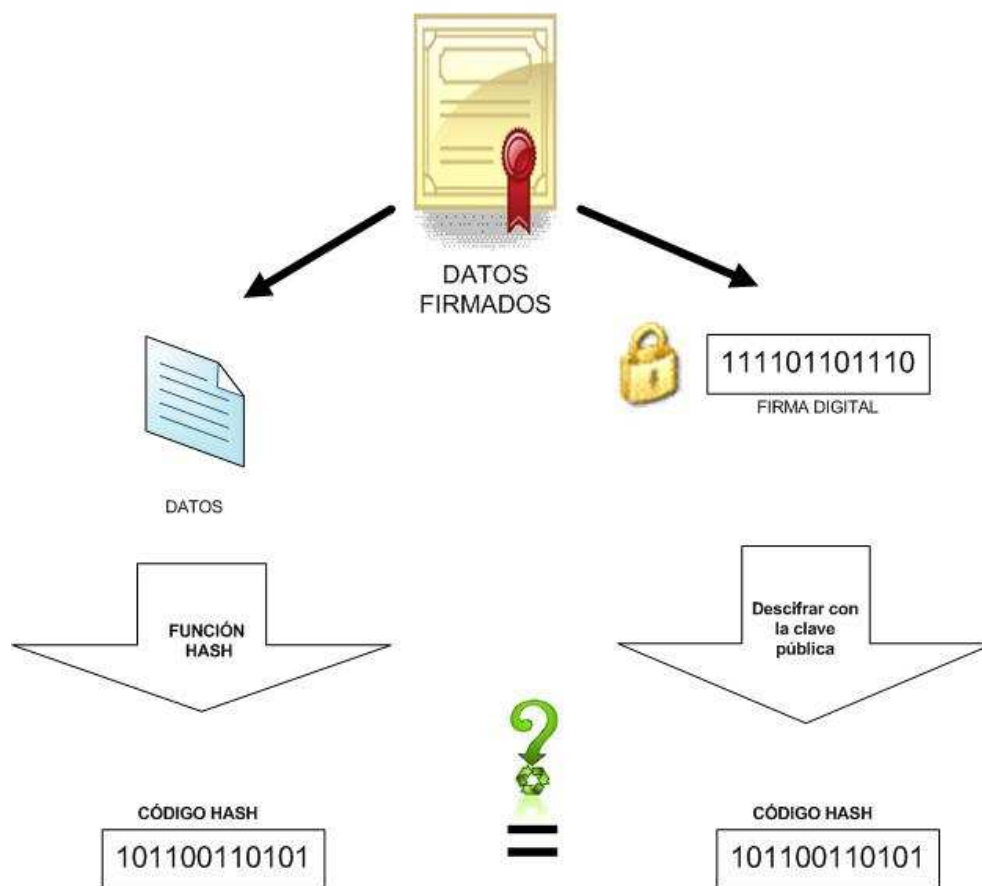 DATOS
FIRMADOS
111101101110
FIRMA DIGITAL
DATOS
FUNCIÓN
HASH
Descifrar con
la clave
pública
CÓDIGO HASH
101100110101
=
CÓDIGO HASH
101100110101